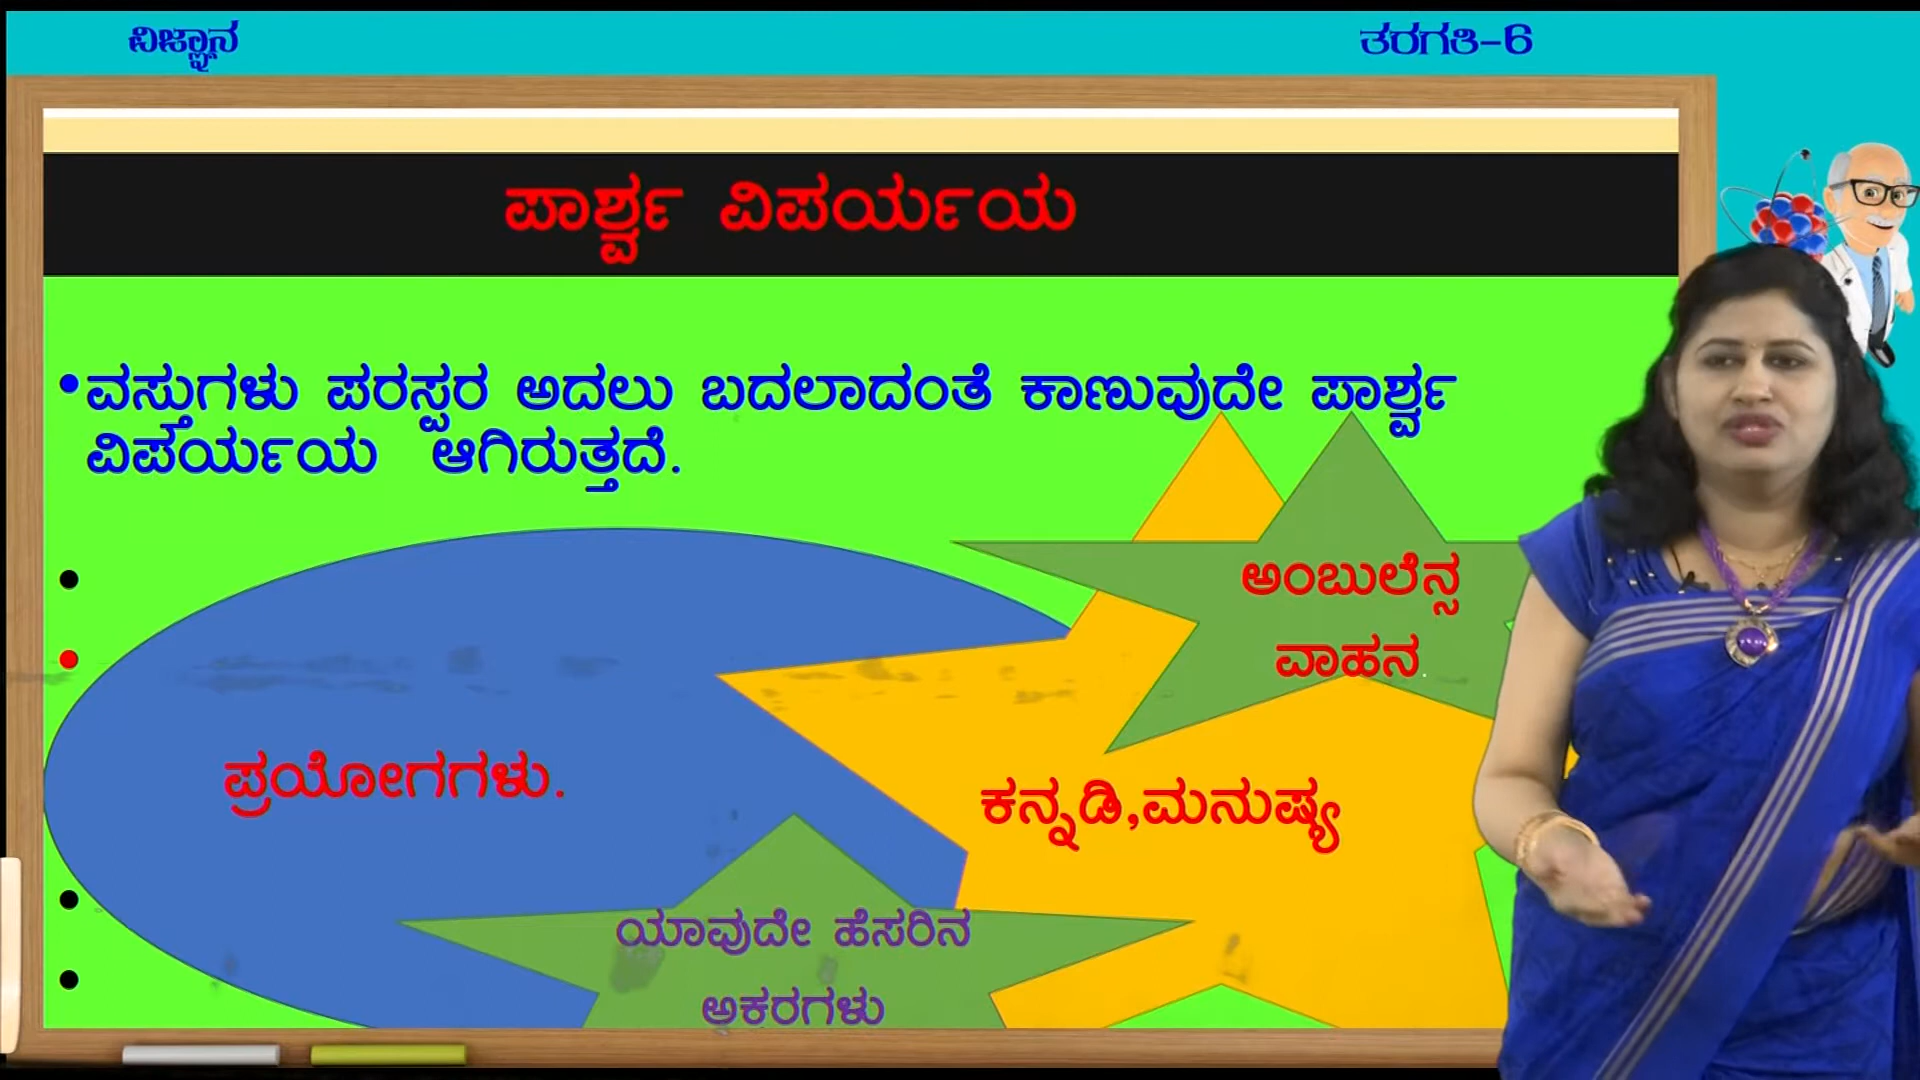 ವಿಜ್ಞಾನ
ತರಗತಿ-6
ಪಾರ್ಶ್ವ ವಿಪರ್ಯಯ
•ವಸ್ತುಗಳು ಪರಸ್ಪರ ಅದಲು ಬದಲಾದಂತೆ ಕಾಣುವುದೇ ಪಾರ್ಶ್ವ
ವಿಪರ್ಯಯ ಆಗಿರುತ್ತದೆ.
ಅಂಬುಲೆನ್ಸ
ವಾಹನ.
ಪ್ರಯೋಗಗಳು.
ಕನ್ನಡಿ,ಮನುಷ್ಯ
ಯಾವುದೇ ಹೆಸರಿನ
ಅಕರಗಳು